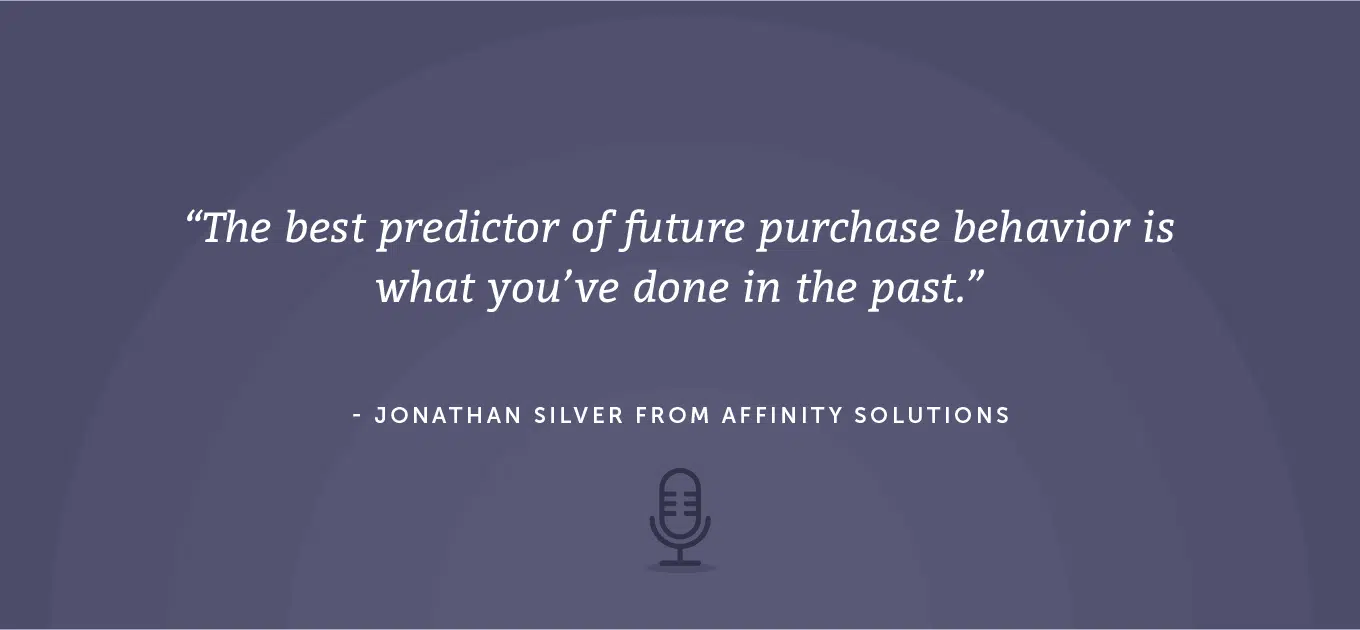 “The best predictor of future purchase behavior is
what you’ve done in the past.”
- JONATHAN SILVER FROM AFFINITY SOLUTIONS